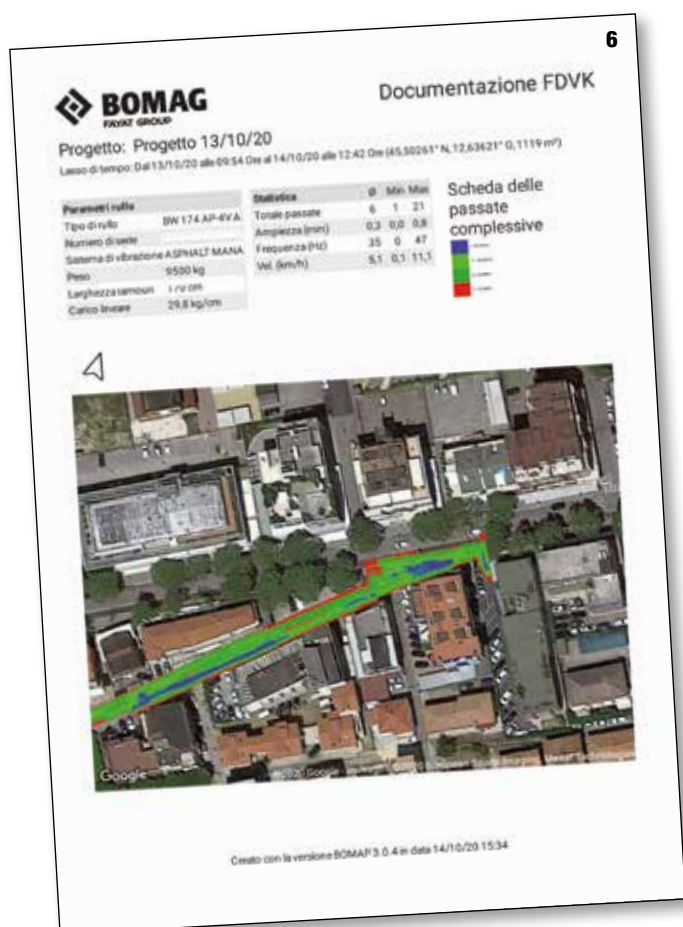 6
BOMAG
FAYAT GROUP
Documentazione FDVK
Progetto: Progetto 13/10/20
Lasso di tempo: Dal 13/10/20 alle 09:54 Ore al 14/10/20 alle 12:42 Ore (45,50261° N, 12,63621° O, 1119 m²)
Parametri rullo
Tipo di rullo BW 174 AP-4V A
Numero di serie
Sistema di vibrazione ASPHALT MANA
Peso 9500 kg
Larghezza tamburo 170 cm
Carico lineare 29,8 kg/cm
Statistica Ø Min Max
Totale passate 6 1 21
Ampiezza (mm) 0,3 0,0 0,8
Frequenza (Hz) 35 0 47
Vel. (km/h) 5,1 0,1 11,1
Scheda delle
passate
complessive
Google
Creato con la versione BOMAP 3.0.4 in data 14/10/20 15:34